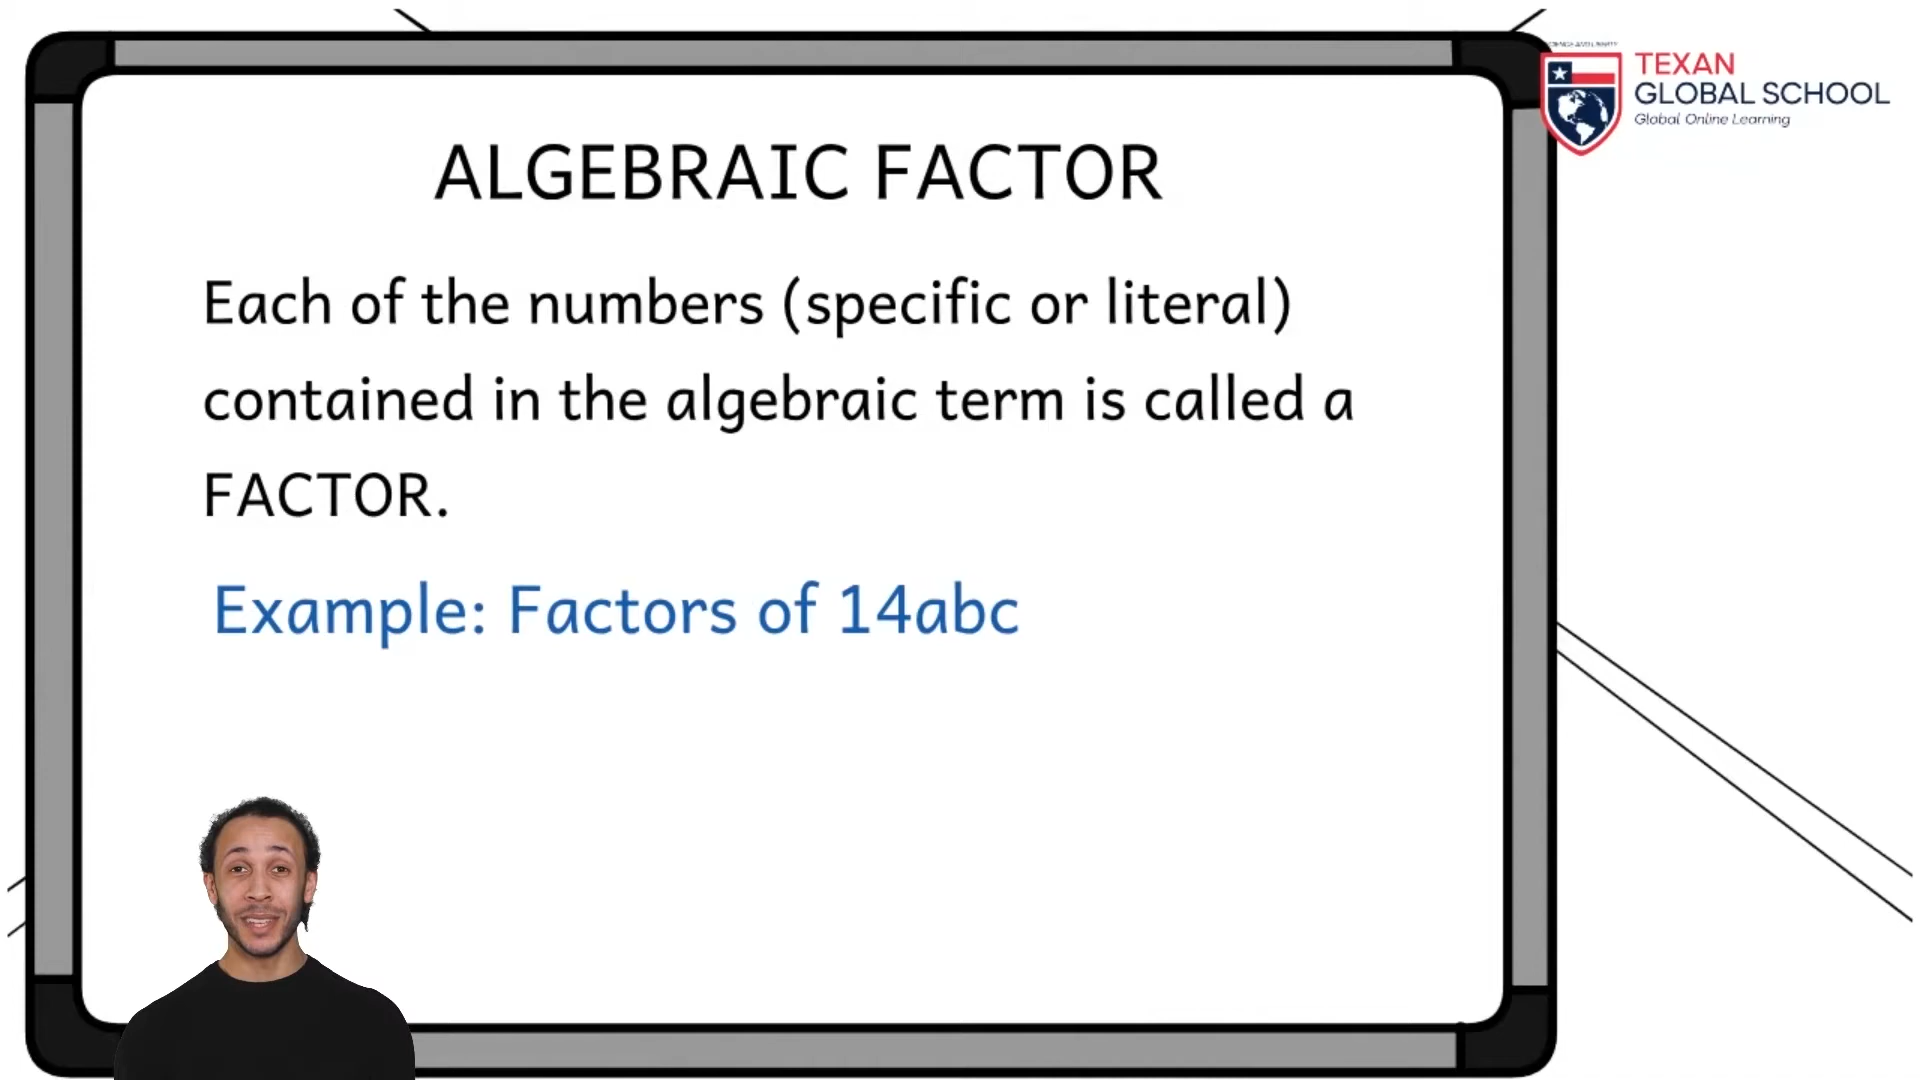 TEXAN
GLOBAL SCHOOL
Global Online Learning
ALGEBRAIC FACTOR
Each of the numbers (specific or literal)
contained in the algebraic term is called a
FACTOR.
Example: Factors of 14abc